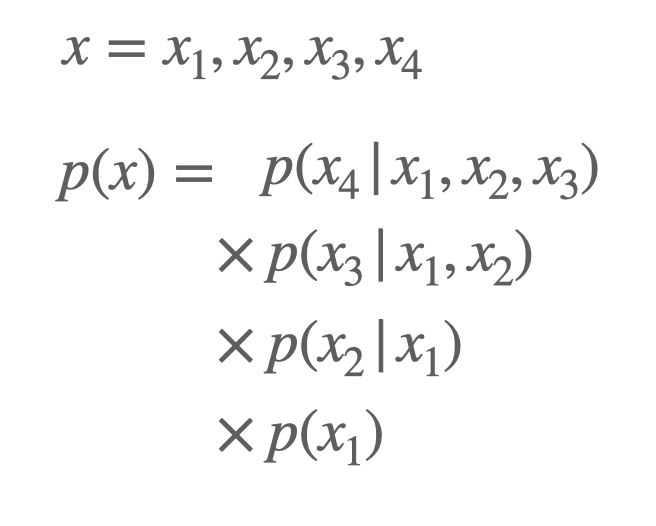 x = x₁, x₂, x₃, x₄
p(x) = p(x₄ | x₁, x₂, x₃)
× p(x₃ | x₁, x₂)
× p(x₂ | x₁)
× p(x₁)